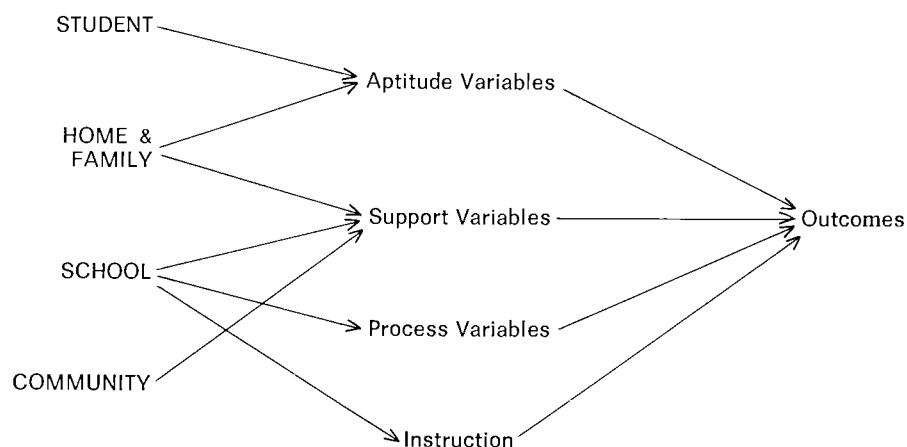 STUDENT
Aptitude Variables
HOME &
FAMILY
Support Variables
Outcomes
SCHOOL
Process Variables
COMMUNITY
Instruction